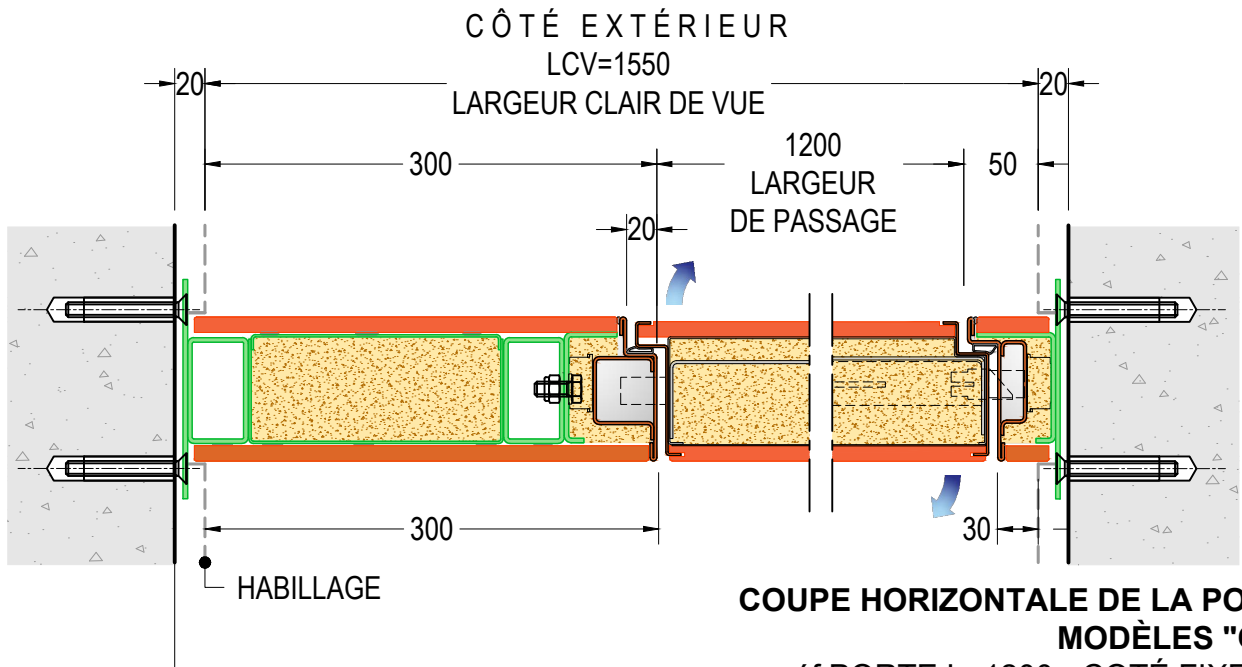 CÔTÉ EXTÉRIEUR
LCV=1550
20
20
LARGEUR CLAIR DE VUE
300
1200
50
LARGEUR
DE PASSAGE
20
300
30
HABILLAGE
COUPE HORIZONTALE DE LA
MODÈLES